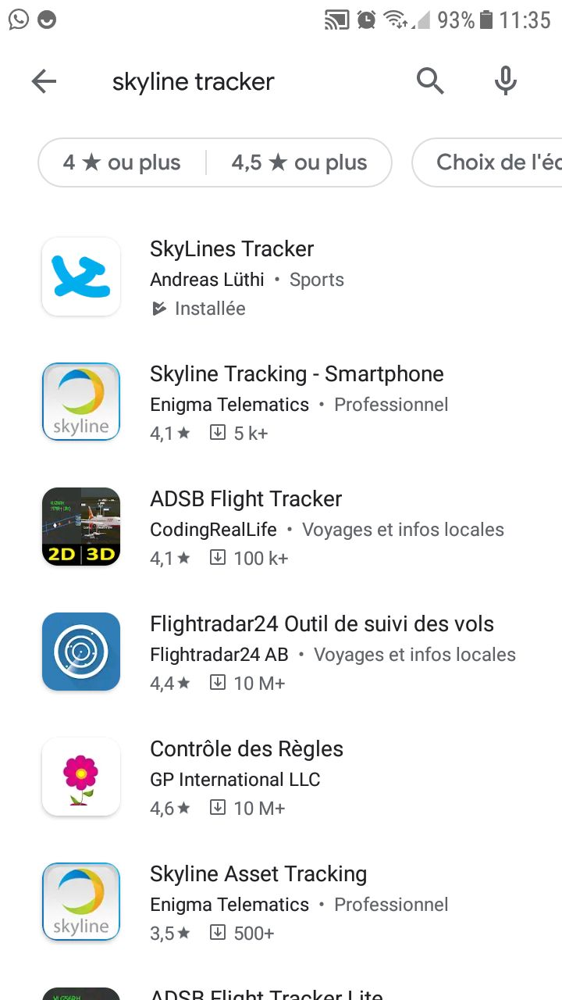 93% 11:35
skyline tracker
4 ★ ou plus
4,5 ★ ou plus
Choix de l'éc
SkyLines Tracker
Andreas Lüthi • Sports
Installée
skyline
Skyline Tracking - Smartphone
Enigma Telematics • Professionnel
4,1★ 5 k+
2D 3D
ADSB Flight Tracker
CodingRealLife • Voyages et infos locales
4,1★ 100 k+
Flightradar24 Outil de suivi des vols
Flightradar24 AB • Voyages et infos locales
4,4★ 10 M+
Contrôle des Règles
GP International LLC
4,6★ 10 M+
skyline
Skyline Asset Tracking
Enigma Telematics • Professionnel
3,5★ 500+
ADSB Flight Tracker Lite